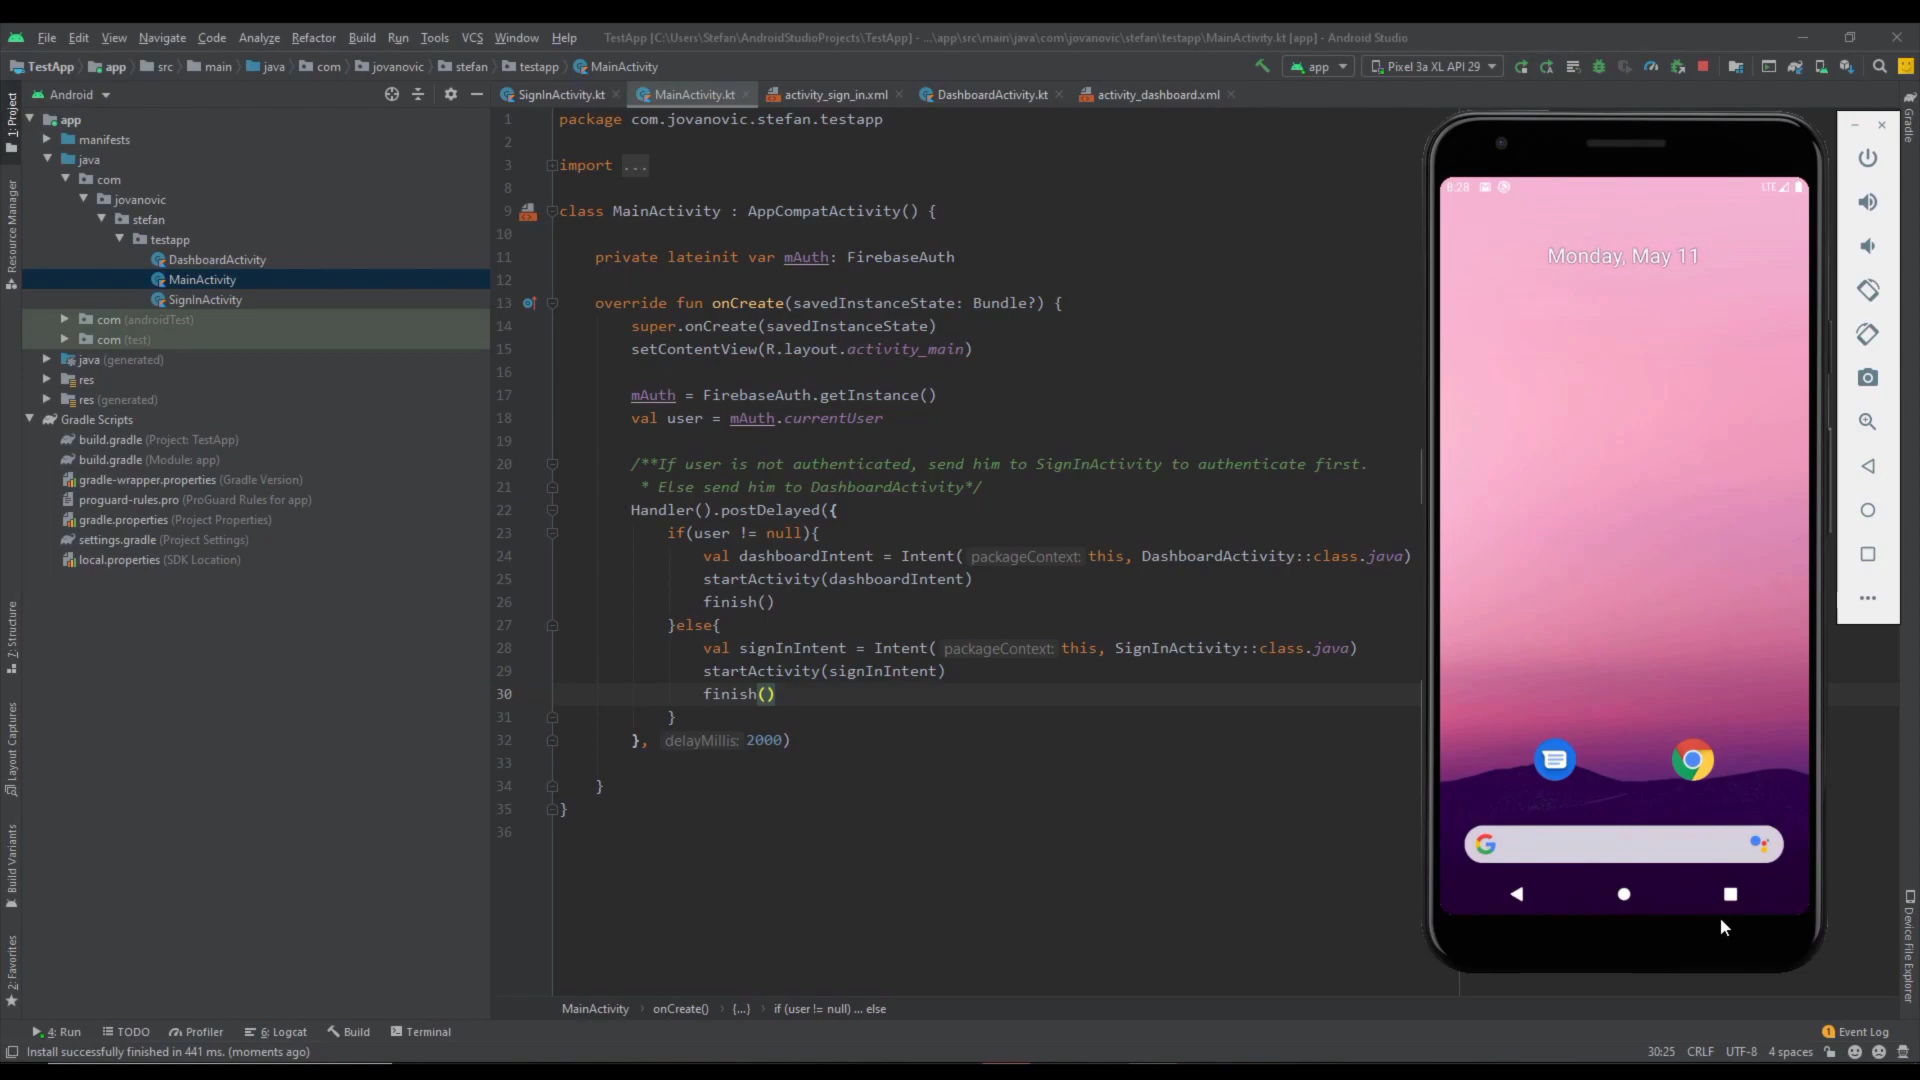 File Edit View Navigate Code Analyze Refactor Build Run Tools VCS Window Help TestApp [C:\Users\Stefan\AndroidStudioProjects\TestApp] - ...\app\src\main\java\com\jovanovic\stefan\testapp\MainActivity.kt [app] - Android Studio
TestApp app src main java com jovanovic stefan testapp MainActivity app Pixel 3a XL API 29
Android
SignInActivity.kt MainActivity.kt activity_sign_in.xml DashboardActivity.kt activity_dashboard.xml
1: Project
Resource Manager
7: Structure
Layout Captures
Build Variants
2: Favorites
app
manifests
java
com
jovanovic
stefan
testapp
DashboardActivity
MainActivity
SignInActivity
com (androidTest)
com (test)
java (generated)
res
res (generated)
Gradle Scripts
build.gradle (Project: TestApp)
build.gradle (Module: app)
gradle-wrapper.properties (Gradle Version)
proguard-rules.pro (ProGuard Rules for app)
gradle.properties (Project Properties)
settings.gradle (Project Settings)
local.properties (SDK Location)
1 package com.jovanovic.stefan.testapp
2
3 import ...
8
9 class MainActivity : AppCompatActivity() {
10
11 private lateinit var mAuth: FirebaseAuth
12
13 override fun onCreate(savedInstanceState: Bundle?) {
14 super.onCreate(savedInstanceState)
15 setContentView(R.layout.activity_main)
16
17 mAuth = FirebaseAuth.getInstance()
18 val user = mAuth.currentUser
19
20 /**If user is not authenticated, send him to SignInActivity to authenticate first.
21 * Else send him to DashboardActivity*/
22 Handler().postDelayed({
23 if(user != null){
24 val dashboardIntent = Intent( packageContext: this, DashboardActivity::class.java)
25 startActivity(dashboardIntent)
26 finish()
27 }else{
28 val signInIntent = Intent( packageContext: this, SignInActivity::class.java)
29 startActivity(signInIntent)
30 finish()
31 }
32 }, delayMillis: 2000)
33
34 }
35 }
36
8:28 LTE
Monday, May 11
Gradle
Device File Explorer
MainActivity onCreate() {...} if (user != null) ... else
4: Run TODO Profiler 6: Logcat Build Terminal 1 Event Log
Install successfully finished in 441 ms. (moments ago) 30:25 CRLF UTF-8 4 spaces